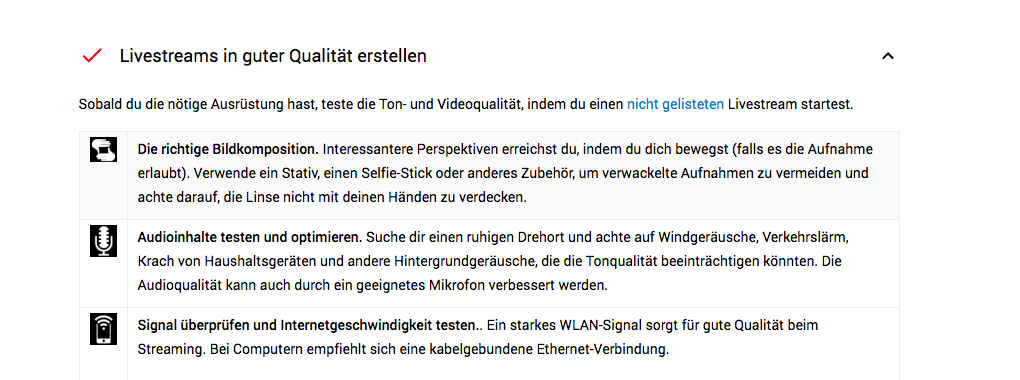 Livestreams in guter Qualität erstellen
Sobald du die nötige Ausrüstung hast, teste die Ton- und Videoqualität, indem du einen nicht gelisteten Livestream startest.
Die richtige Bildkomposition. Interessantere Perspektiven erreichst du, indem du dich bewegst (falls es die Aufnahme
erlaubt). Verwende ein Stativ, einen Selfie-Stick oder anderes Zubehör, um verwackelte Aufnahmen zu vermeiden und
achte darauf, die Linse nicht mit deinen Händen zu verdecken.
Audioinhalte testen und optimieren. Suche dir einen ruhigen Drehort und achte auf Windgeräusche, Verkehrslärm,
Krach von Haushaltsgeräten und andere Hintergrundgeräusche, die die Tonqualität beeinträchtigen könnten. Die
Audioqualität kann auch durch ein geeignetes Mikrofon verbessert werden.
Signal überprüfen und Internetgeschwindigkeit testen.. Ein starkes WLAN-Signal sorgt für gute Qualität beim
Streaming. Bei Computern empfiehlt sich eine kabelgebundene Ethernet-Verbindung.